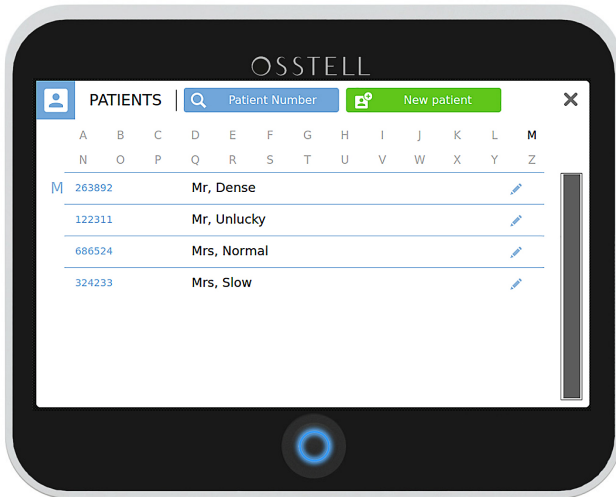 OSSTELL
PATIENTS Patient Number New patient
A B C D E F G H I J K L M
N O P Q R S T U V W X Y Z
M 263892 Mr, Dense
122311 Mr, Unlucky
686524 Mrs, Normal
324233 Mrs, Slow